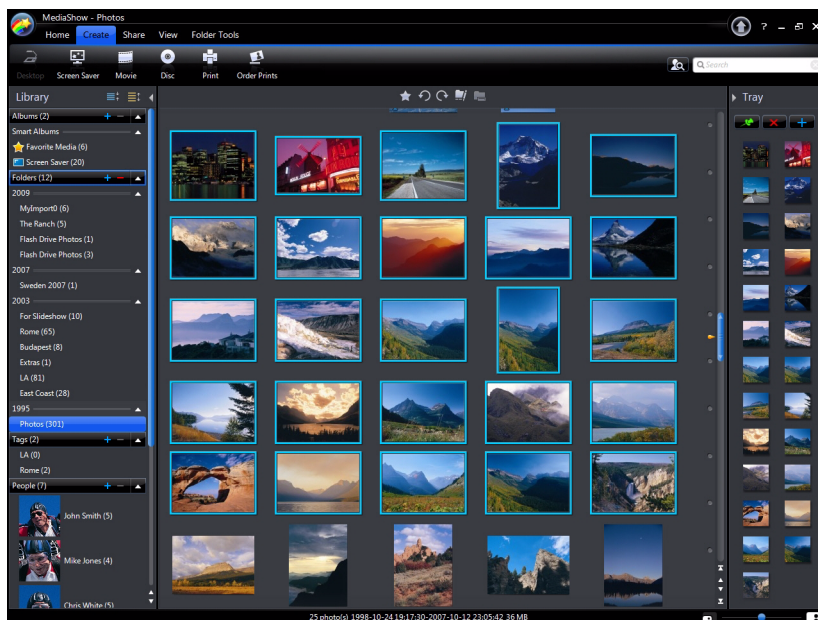 MediaShow - Photos
Home Create Share View Folder Tools
?
Desktop Screen Saver Movie Disc Print Order Prints
Search
Library
Tray
Albums (2)
Smart Albums
Favorite Media (6)
Screen Saver (20)
Folders (12)
2009
MyImport0 (6)
The Ranch (5)
Flash Drive Photos (1)
Flash Drive Photos (3)
2007
Sweden 2007 (1)
2003
For Slideshow (10)
Rome (65)
Budapest (8)
Extras (1)
LA (81)
East Coast (28)
1995
Photos (301)
Tags (2)
LA (0)
Rome (2)
People (7)
John Smith (5)
Mike Jones (4)
Chris White (5)
25 photo(s) 1998-10-24 19:17:30-2007-10-12 23:05:42 36 MB